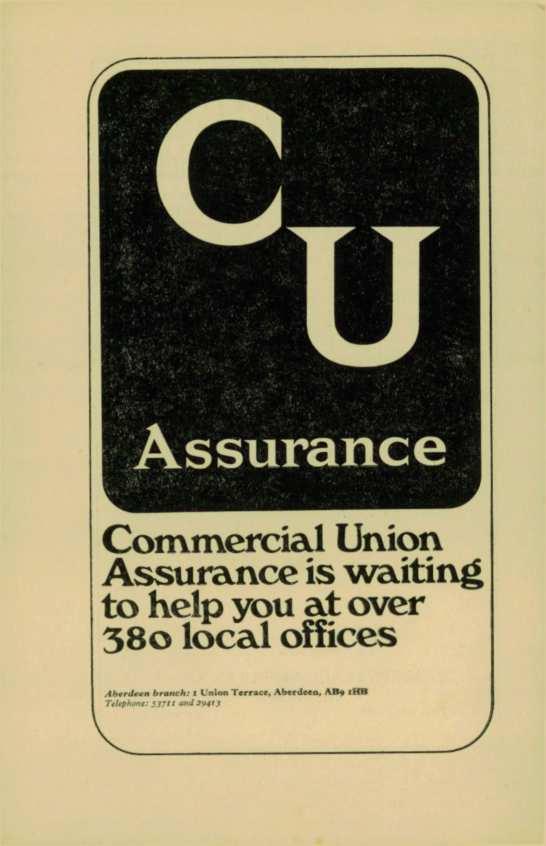 C
U
Assurance
Commercial Union
Assurance is waiting
to help you at over
380 local offices
Aberdeen branch: 1 Union Terrace, Aberdeen, AB9 1HB
Telephone: 53711 and 29413